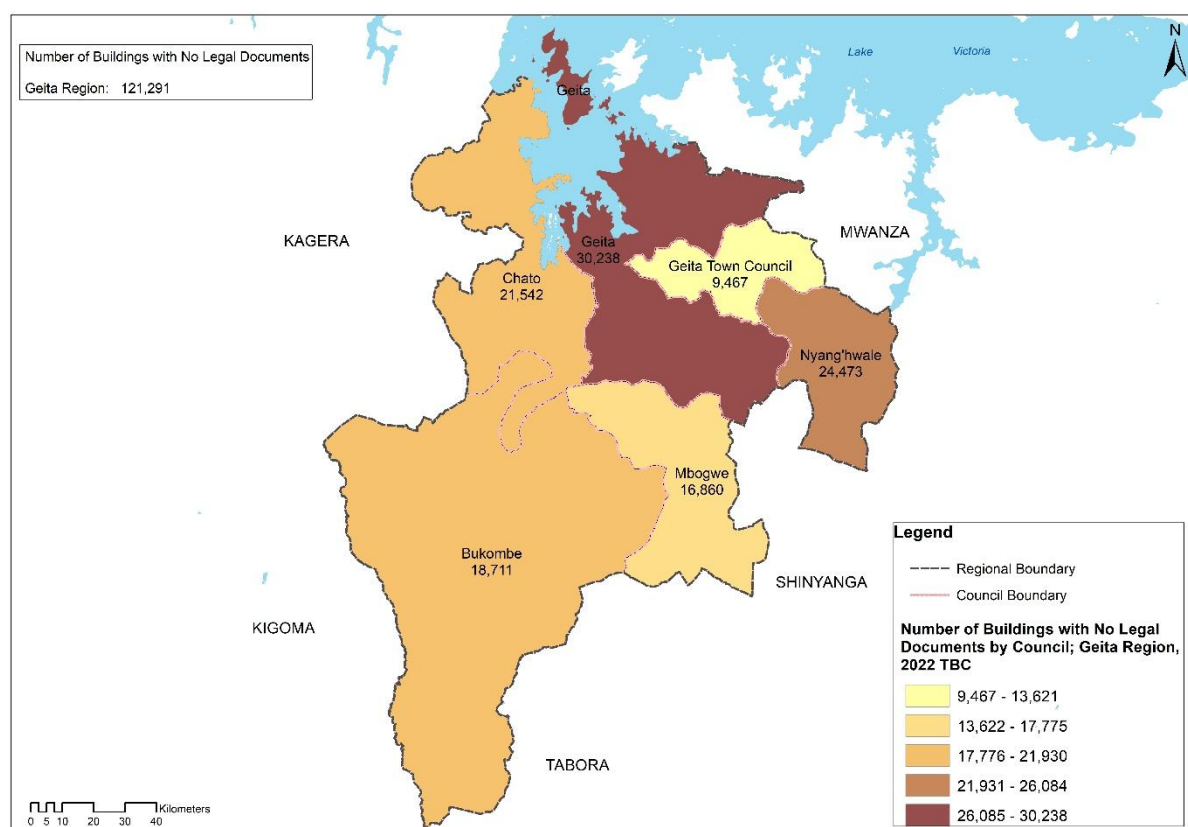 Number of Buildings with No Legal Documents
Geita Region: 121,291
Lake Victoria
N
Geita
KAGERA
MWANZA
Geita
30,238
Geita Town Council
9,467
Chato
21,542
Nyang'hwale
24,473
Mbogwe
16,860
Bukombe
18,711
SHINYANGA
KIGOMA
TABORA
Legend
Regional Boundary
Council Boundary
Number of Buildings with No Legal
Documents by Council; Geita Region,
2022 TBC
9,467 - 13,621
13,622 - 17,775
17,776 - 21,930
21,931 - 26,084
26,085 - 30,238
Kilometers
0 5 10 20 30 40